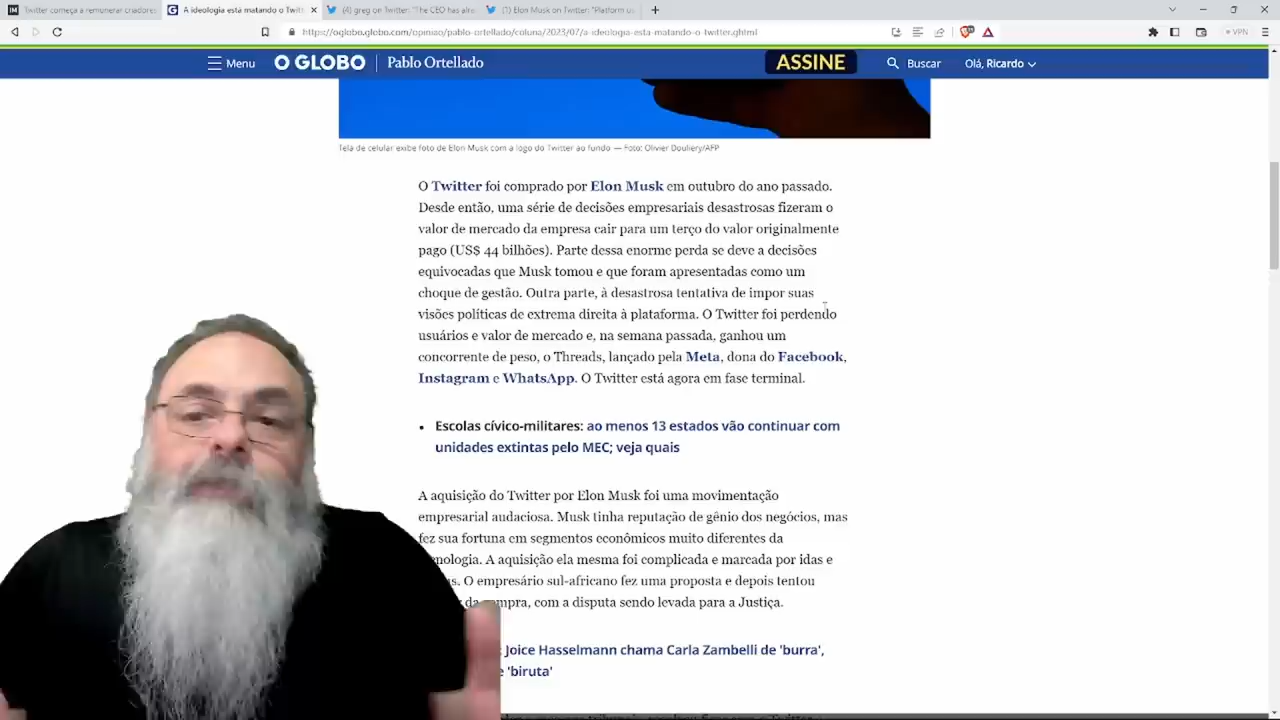 Twitter começa a remunerar criadores
A ideologia está matando o Twitt
(4) greg on Twitter: "The CEO has alre
(1) Elon Musk on Twitter: "Platform us
https://oglobo.globo.com/opiniao/pablo-ortellado/coluna/2023/07/a-ideologia-esta-matando-o-twitter.ghtml
VPN
Menu O GLOBO Pablo Ortellado ASSINE Buscar Olá, Ricardo
Tela de celular exibe foto de Elon Musk com a logo do Twitter ao fundo — Foto: Olivier Douliery/AFP
O Twitter foi comprado por Elon Musk em outubro do ano passado.
Desde então, uma série de decisões empresariais desastrosas fizeram o
valor de mercado da empresa cair para um terço do valor originalmente
pago (US$ 44 bilhões). Parte dessa enorme perda se deve a decisões
equivocadas que Musk tomou e que foram apresentadas como um
choque de gestão. Outra parte, à desastrosa tentativa de impor suas
visões políticas de extrema direita à plataforma. O Twitter foi perdendo
usuários e valor de mercado e, na semana passada, ganhou um
concorrente de peso, o Threads, lançado pela Meta, dona do Facebook,
Instagram e WhatsApp. O Twitter está agora em fase terminal.
• Escolas cívico-militares: ao menos 13 estados vão continuar com
unidades extintas pelo MEC; veja quais
A aquisição do Twitter por Elon Musk foi uma movimentação
empresarial audaciosa. Musk tinha reputação de gênio dos negócios, mas
fez sua fortuna em segmentos econômicos muito diferentes da
nologia. A aquisição ela mesma foi complicada e marcada por idas e
as. O empresário sul-africano fez uma proposta e depois tentou
da compra, com a disputa sendo levada para a Justiça.
: Joice Hasselmann chama Carla Zambelli de 'burra',
e 'biruta'